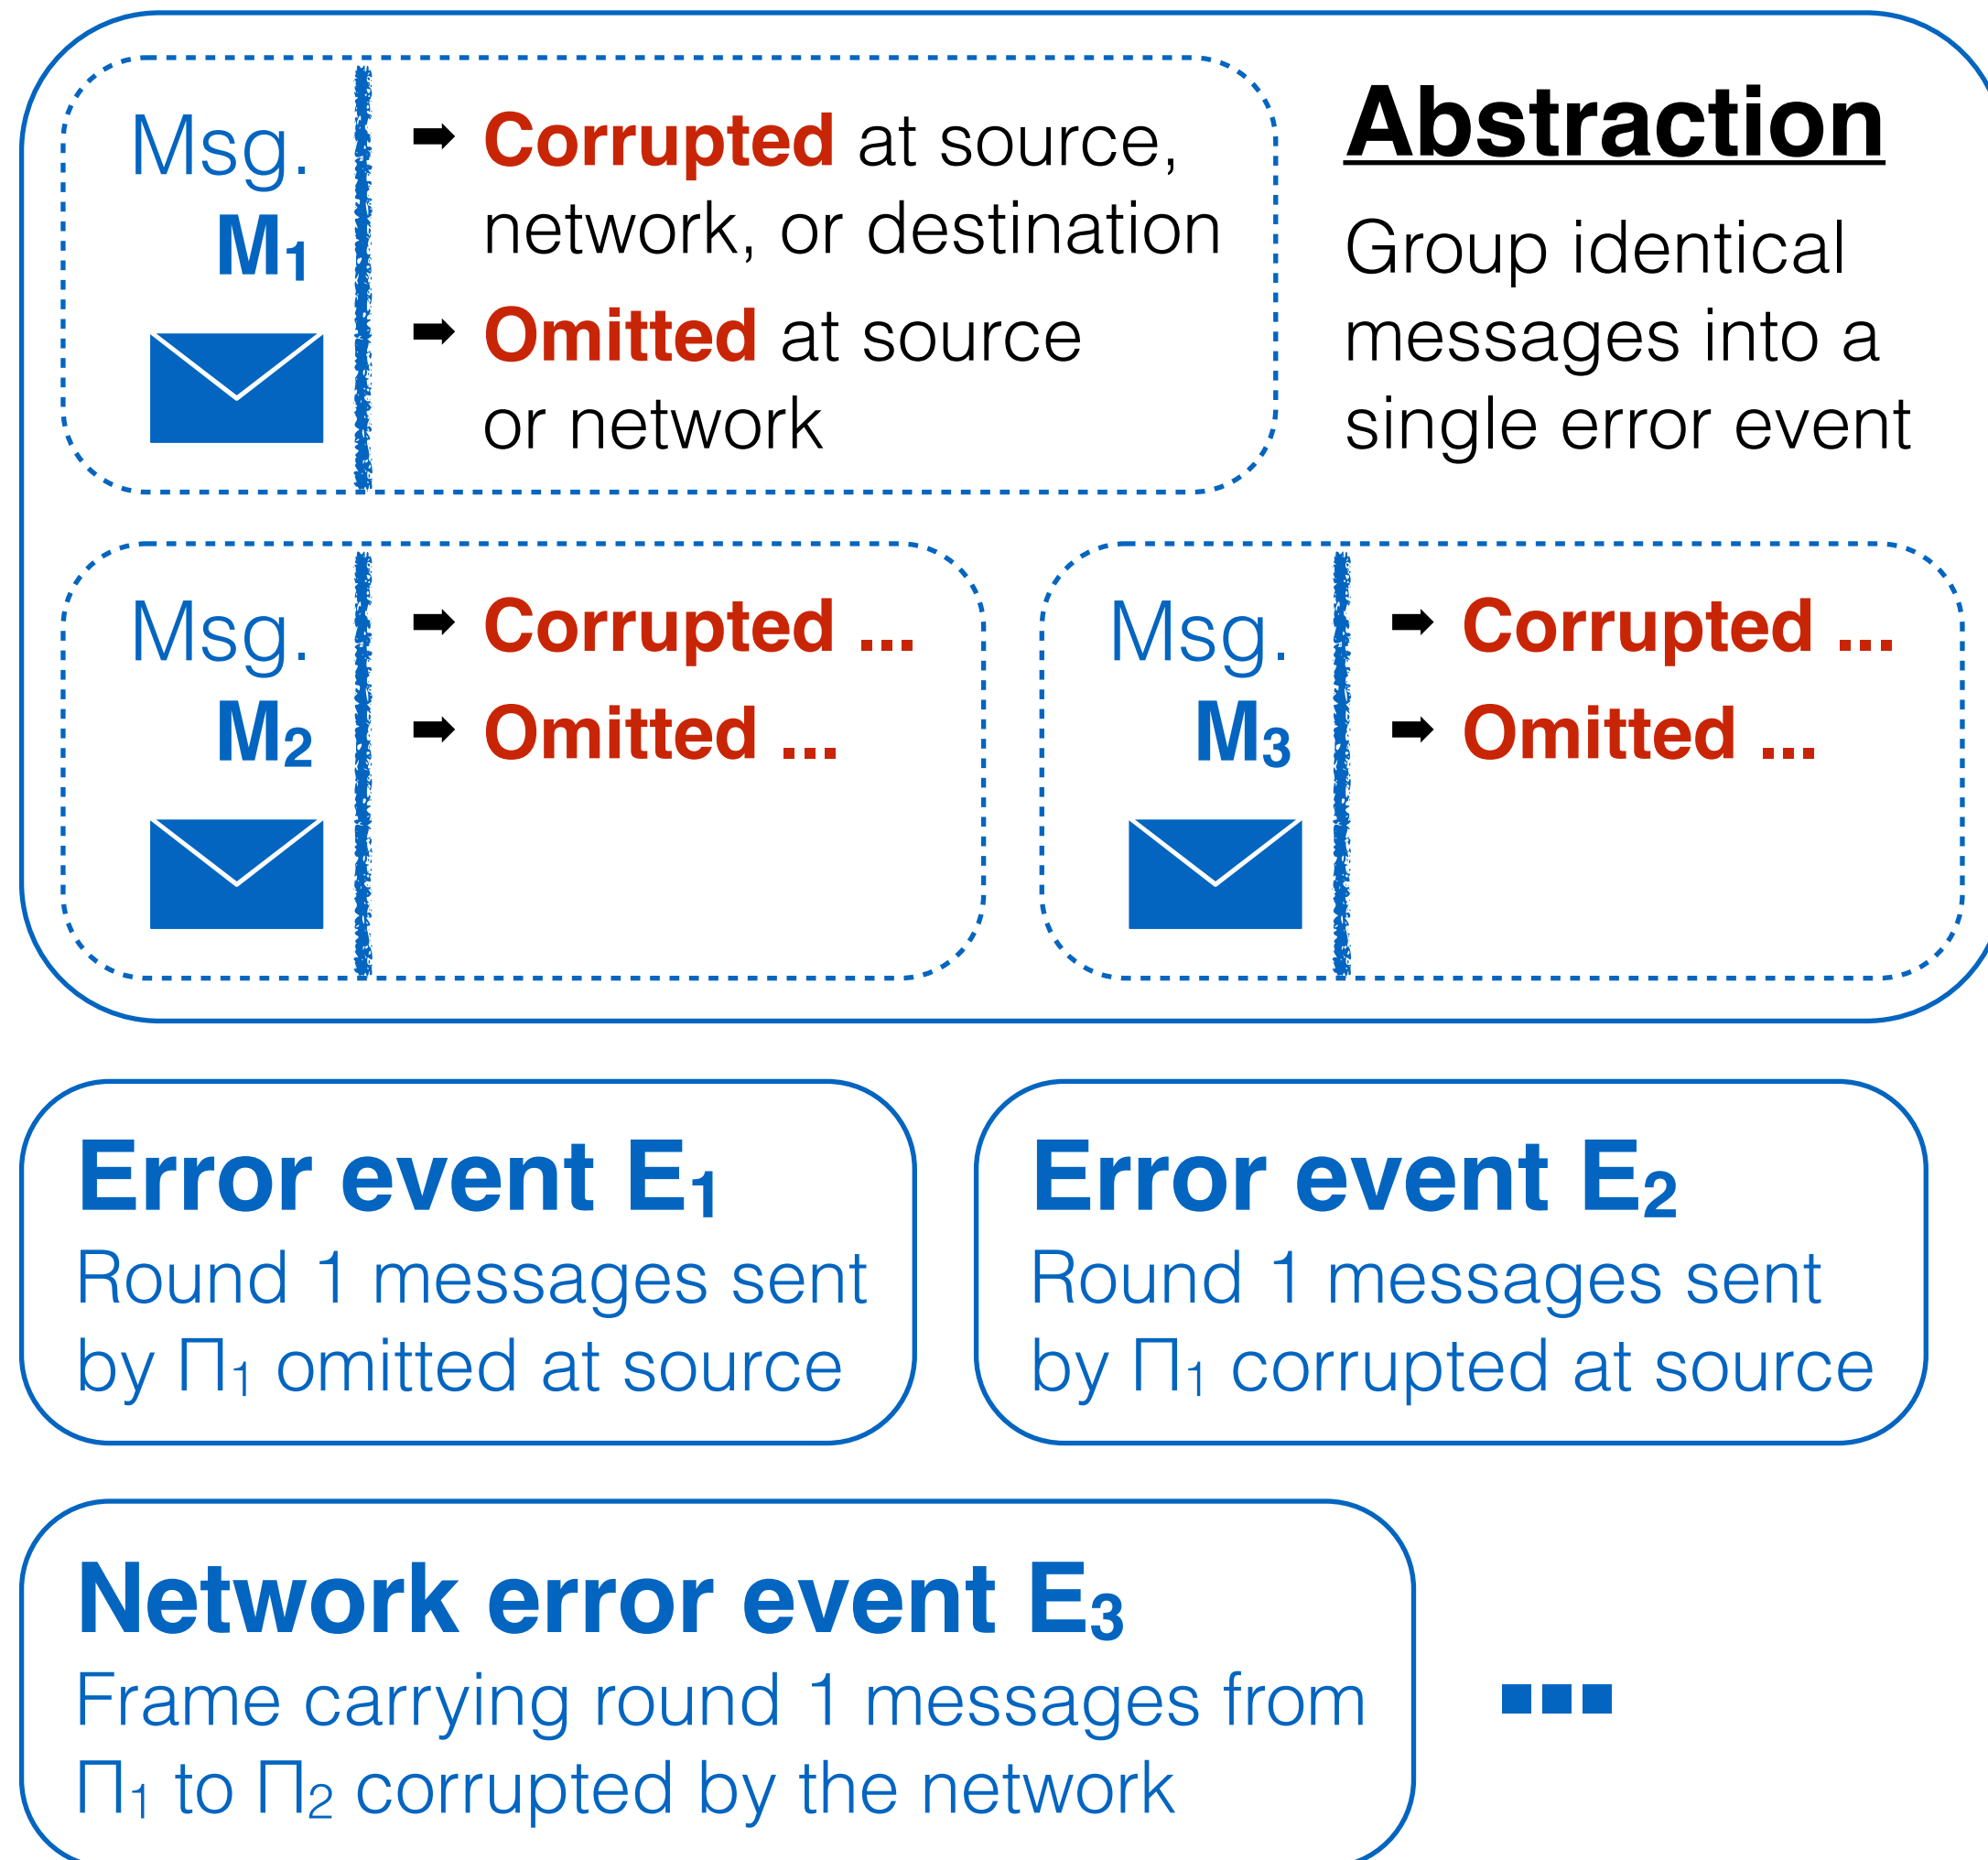 Msg.
M₁
➡ Corrupted at source,
network, or destination
➡ Omitted at source
or network
Abstraction
Group identical
messages into a
single error event
Msg.
M₂
➡ Corrupted ...
➡ Omitted ...
Msg.
M₃
➡ Corrupted ...
➡ Omitted ...
Error event E₁
Round 1 messages sent
by Π₁ omitted at source
Error event E₂
Round 1 messages sent
by Π₁ corrupted at source
Network error event E₃
Frame carrying round 1 messages from
Π₁ to Π₂ corrupted by the network
...